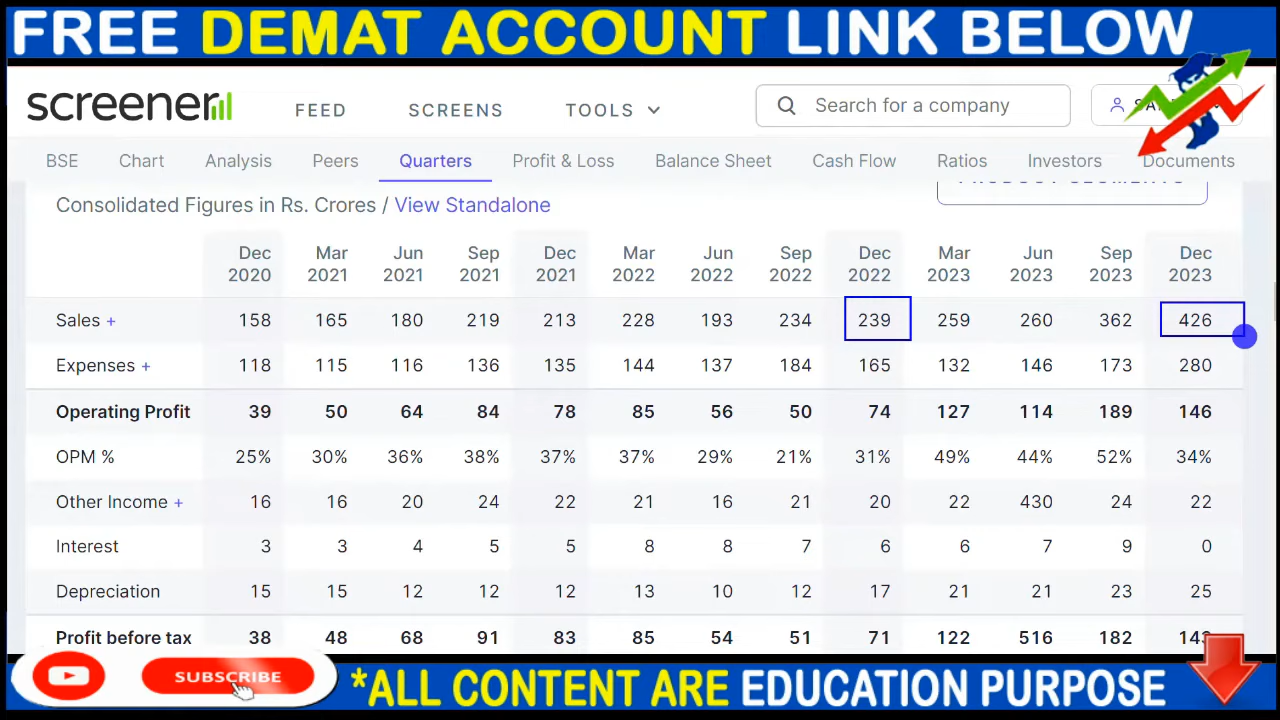 FREE DEMAT ACCOUNT LINK BELOW
screener
FEED SCREENS TOOLS Search for a company
BSE Chart Analysis Peers Quarters Profit & Loss Balance Sheet Cash Flow Ratios Investors Documents
PRODUCT SEGMENTS
Consolidated Figures in Rs. Crores / View Standalone
Dec Mar Jun Sep Dec Mar Jun Sep Dec Mar Jun Sep Dec
2020 2021 2021 2021 2021 2022 2022 2022 2022 2023 2023 2023 2023
Sales + 158 165 180 219 213 228 193 234 239 259 260 362 426
Expenses + 118 115 116 136 135 144 137 184 165 132 146 173 280
Operating Profit 39 50 64 84 78 85 56 50 74 127 114 189 146
OPM % 25% 30% 36% 38% 37% 37% 29% 21% 31% 49% 44% 52% 34%
Other Income + 16 16 20 24 22 21 16 21 20 22 430 24 22
Interest 3 3 4 5 5 8 8 7 6 6 7 9 0
Depreciation 15 15 12 12 12 13 10 12 17 21 21 23 25
Profit before tax 38 48 68 91 83 85 54 51 71 122 516 182 143
SUBSCRIBE
*ALL CONTENT ARE EDUCATION PURPOSE